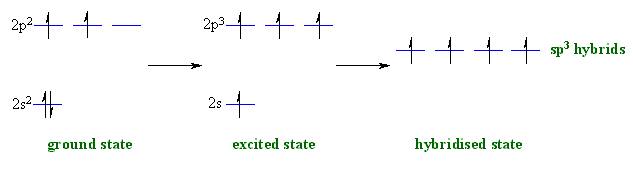 2p² 2p³
sp³ hybrids
2s² 2s
ground state excited state hybridised state